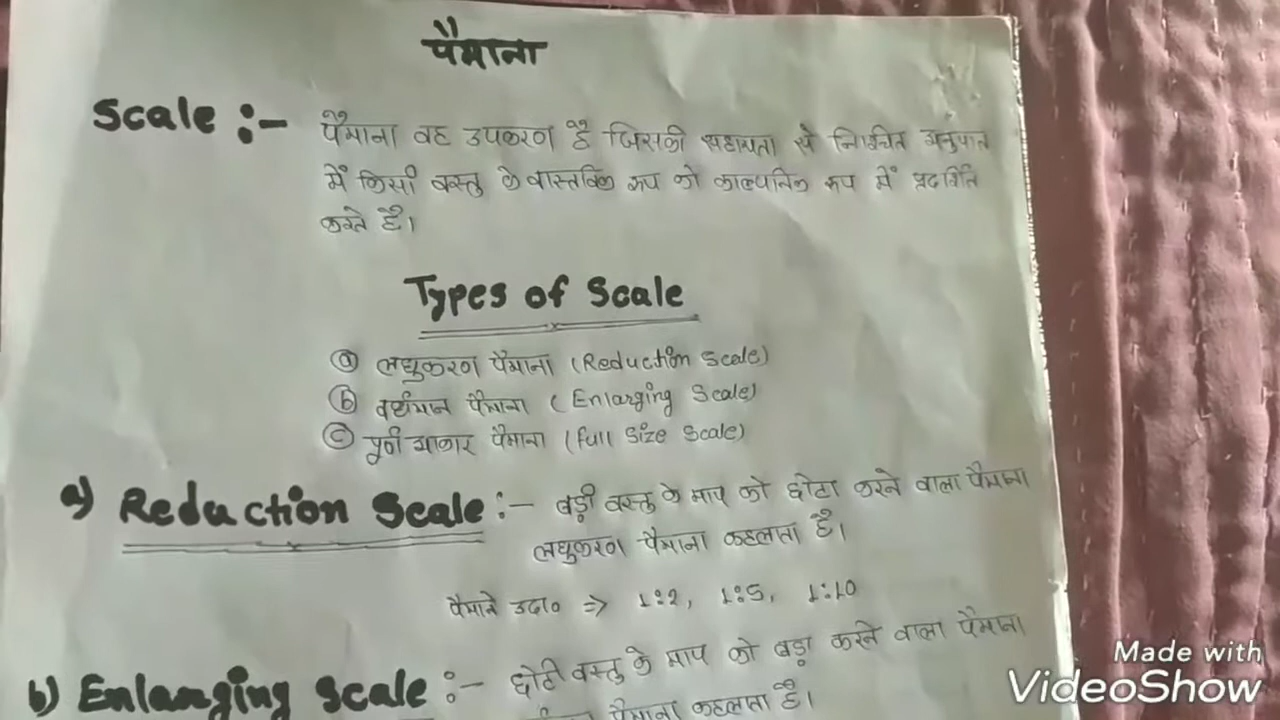 पैमाना
Scale :- पैमाना वह उपकरण है जिसकी सहायता से निश्चित अनुपात
में किसी वस्तु के वास्तविक रूप को काल्पनिक रूप में प्रदर्शित
करते है।
Types of Scale
(a) लघुकरण पैमाना (Reduction Scale)
(b) वर्धमान पैमाना (Enlarging Scale)
(c) पूर्ण आकार पैमाना (full size Scale)
a) Reduction Scale :- बड़ी वस्तु के माप को छोटा करने वाला पैमाना
लघुकरण पैमाना कहलाता है।
पैमाने उदा० => 1:2, 1:5, 1:10
b) Enlarging Scale :- छोटी वस्तु के माप को बड़ा करने वाला पैमाना
पैमाना कहलाता है।
Made with
VideoShow